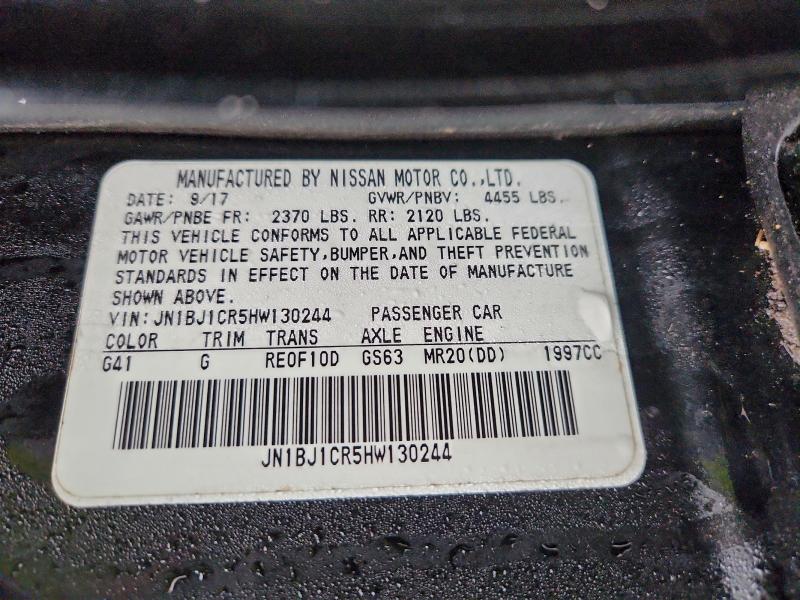 MANUFACTURED BY NISSAN MOTOR CO.,LTD.
DATE: 9/17 GVWR/PNBV: 4455 LBS.
GAWR/PNBE FR: 2370 LBS. RR: 2120 LBS.
THIS VEHICLE CONFORMS TO ALL APPLICABLE FEDERAL
MOTOR VEHICLE SAFETY,BUMPER,AND THEFT PREVENTION
STANDARDS IN EFFECT ON THE DATE OF MANUFACTURE
SHOWN ABOVE.
VIN: JN1BJ1CR5HW130244 PASSENGER CAR
COLOR TRIM TRANS AXLE ENGINE
G41 G RE0F10D GS63 MR20(DD) 1997CC
JN1BJ1CR5HW130244